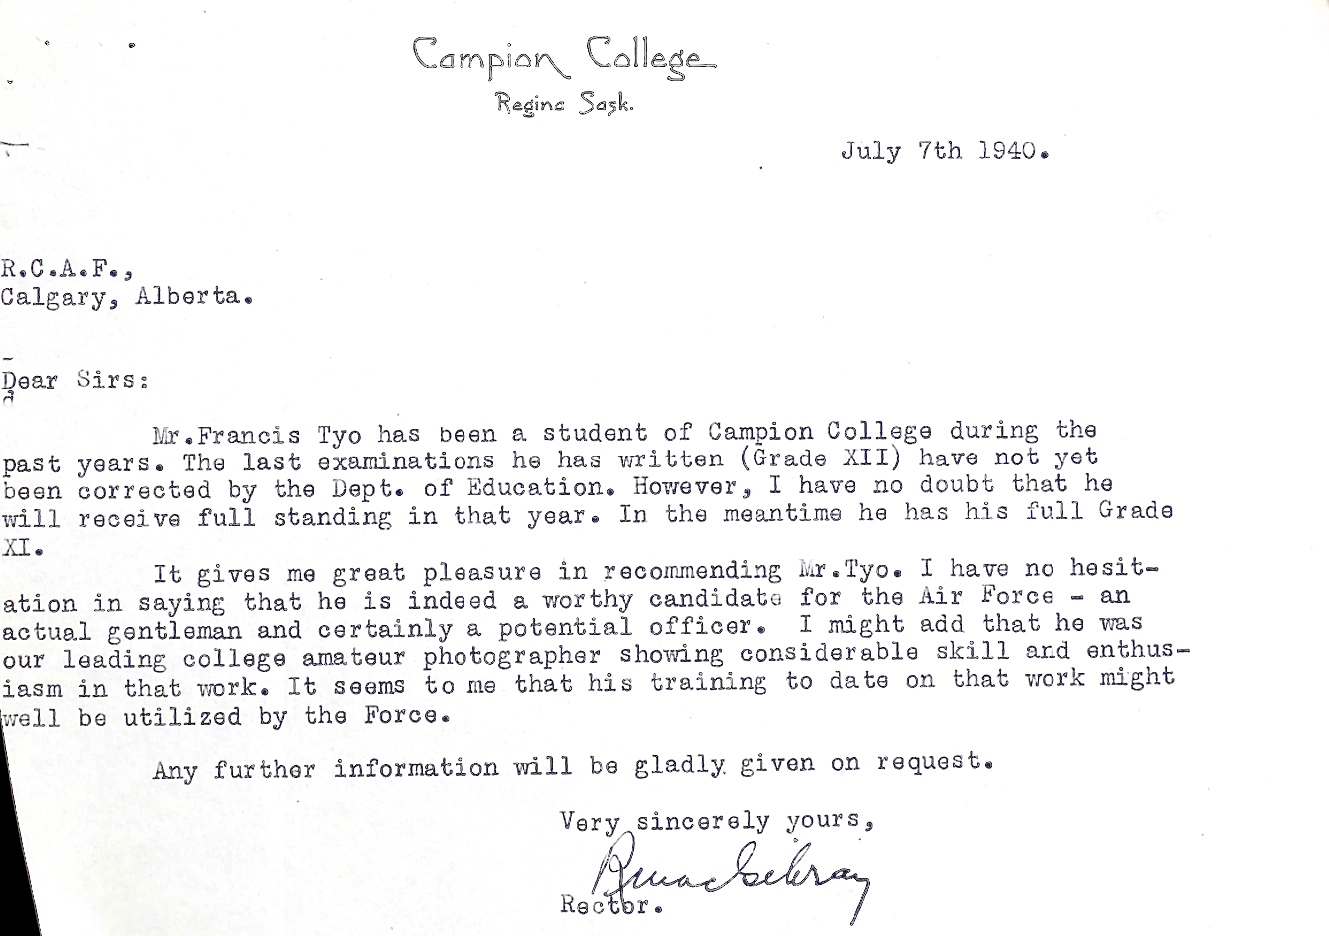 Campion College
Regina Sask.
July 7th 1940.
R.C.A.F.,
Calgary, Alberta.
Dear Sirs:
Mr.Francis Tyo has been a student of Campion College during the
past years. The last examinations he has written (Grade XII) have not yet
been corrected by the Dept. of Education. However, I have no doubt that he
will receive full standing in that year. In the meantime he has his full Grade
XI.
It gives me great pleasure in recommending Mr.Tyo. I have no hesit-
ation in saying that he is indeed a worthy candidate for the Air Force - an
actual gentleman and certainly a potential officer. I might add that he was
our leading college amateur photographer showing considerable skill and enthus-
iasm in that work. It seems to me that his training to date on that work might
well be utilized by the Force.
Any further information will be gladly given on request.
Very sincerely yours,
Rector.